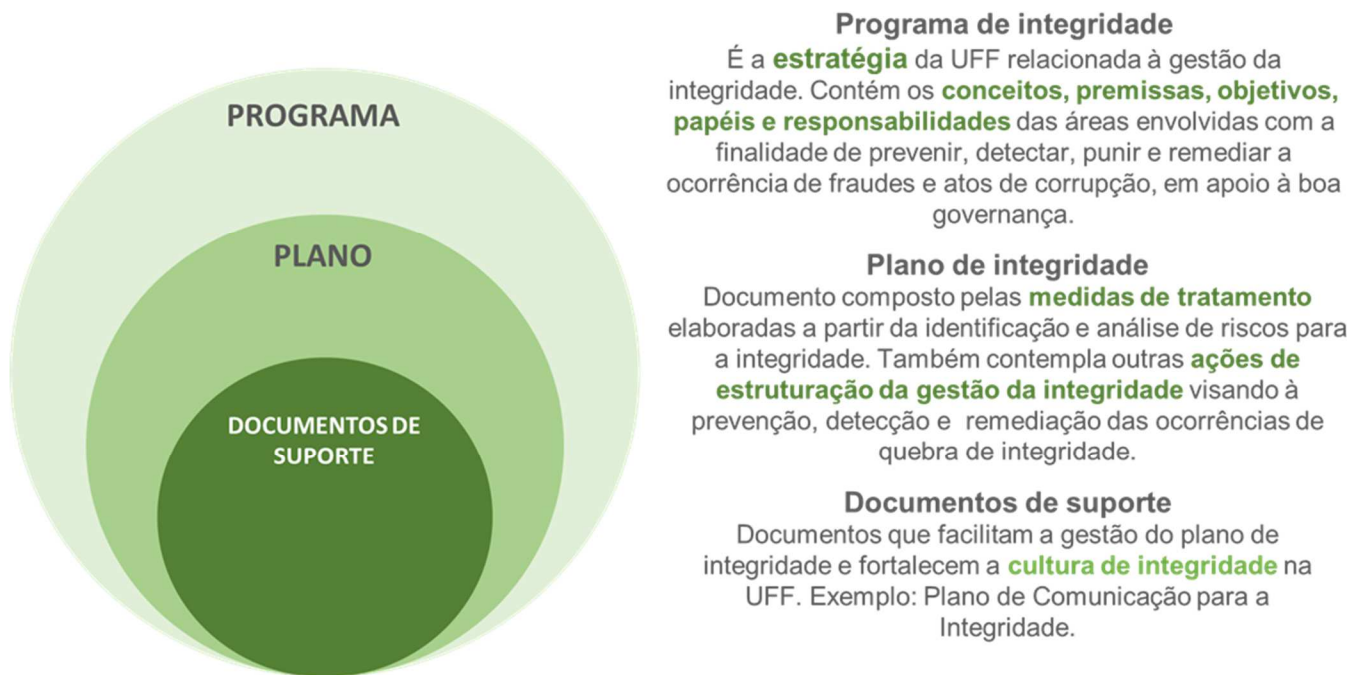 PROGRAMA
PLANO
DOCUMENTOS DE
SUPORTE
Programa de integridade
É a estratégia da UFF relacionada à gestão da
integridade. Contém os conceitos, premissas, objetivos,
papéis e responsabilidades das áreas envolvidas com a
finalidade de prevenir, detectar, punir e remediar a
ocorrência de fraudes e atos de corrupção, em apoio à boa
governança.
Plano de integridade
Documento composto pelas medidas de tratamento
elaboradas a partir da identificação e análise de riscos para
a integridade. Também contempla outras ações de
estruturação da gestão da integridade visando à
prevenção, detecção e remediação das ocorrências de
quebra de integridade.
Documentos de suporte
Documentos que facilitam a gestão do plano de
integridade e fortalecem a cultura de integridade na
UFF. Exemplo: Plano de Comunicação para a
Integridade.